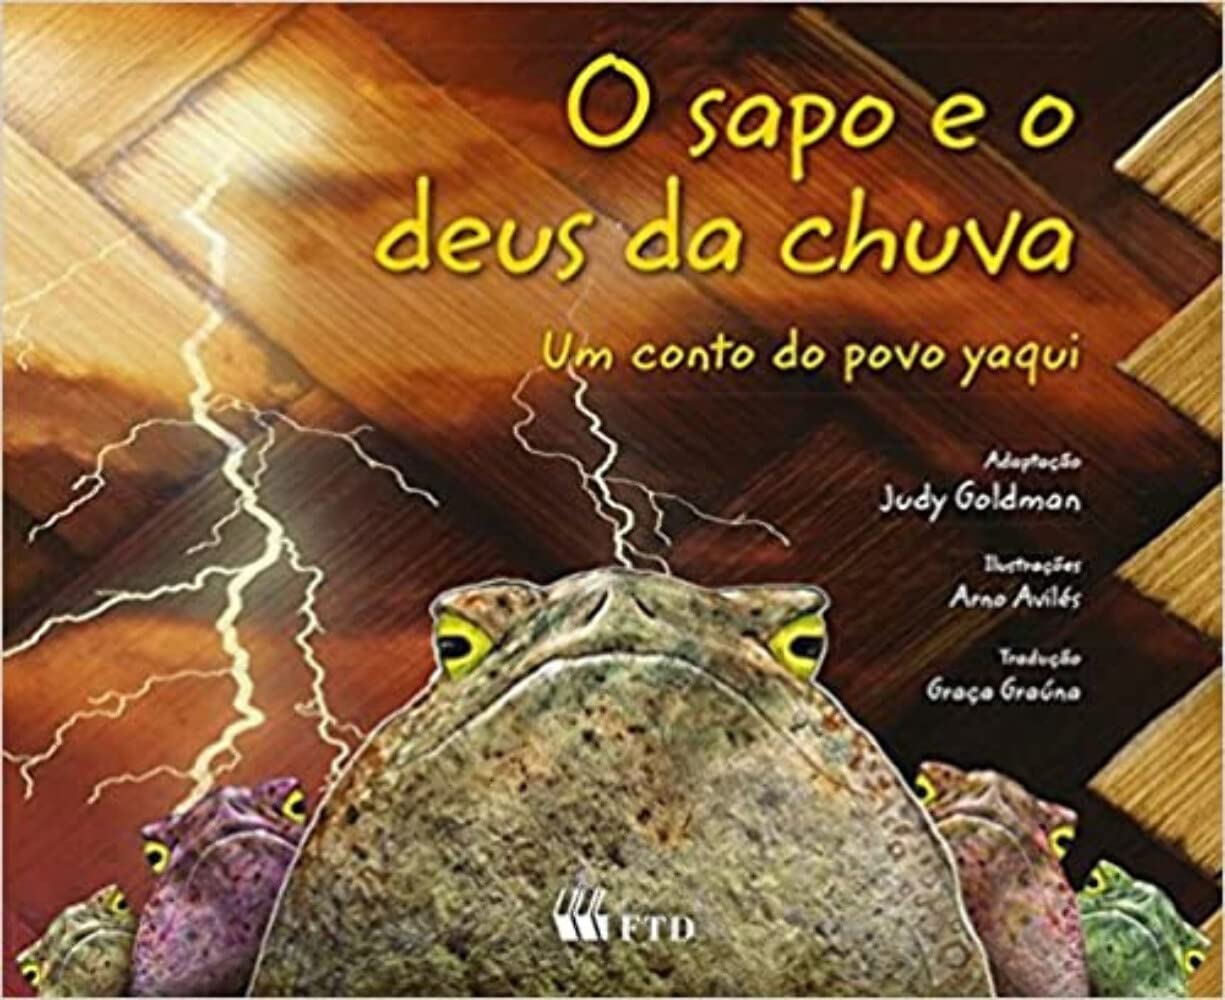 O sapo e o
deus da chuva
Um conto do povo yaqui
Adaptação
Judy Goldman
Ilustrações
Arno Avilés
Tradução
Graça Graúna
FTD